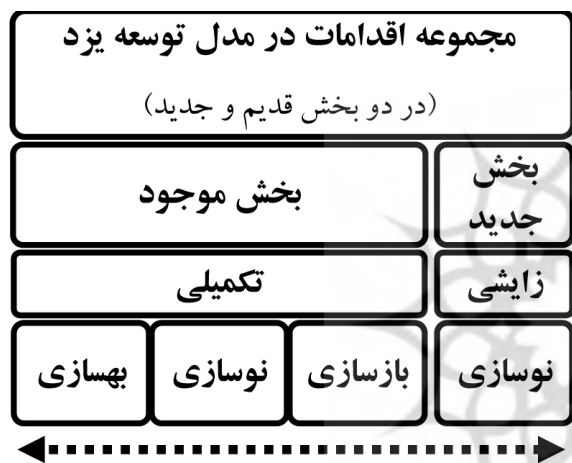 مجموعه اقدامات در مدل توسعه یزد
(در دو بخش قدیم و جدید)
بخش
جدید
بخش موجود
زایشی
تکمیلی
نوسازی
بازسازی
نوسازی
بهسازی